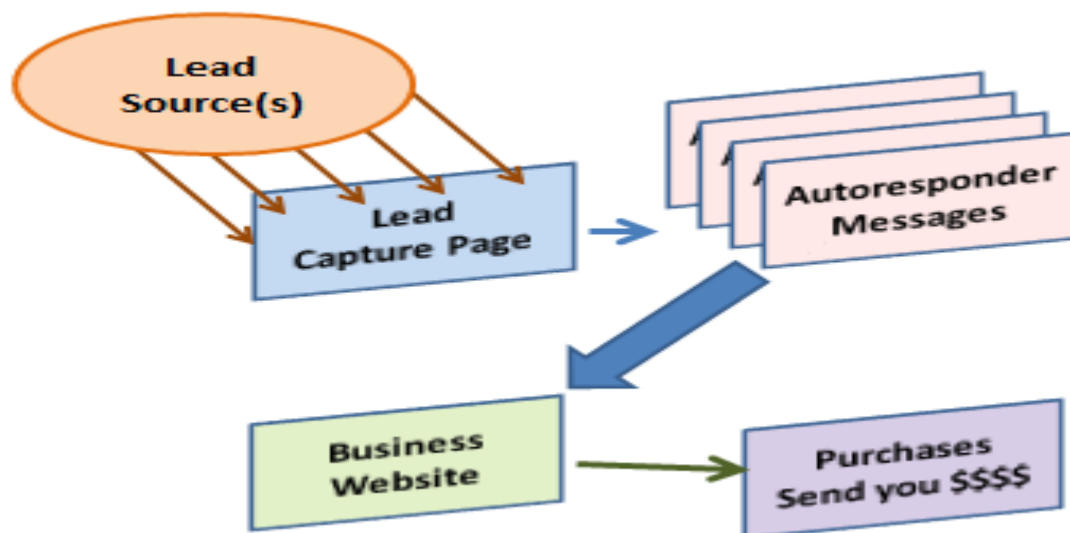 Lead
Source(s)
Lead
Capture Page
A
A
A
Autoresponder
Messages
Business
Website
Purchases
Send you $$$$